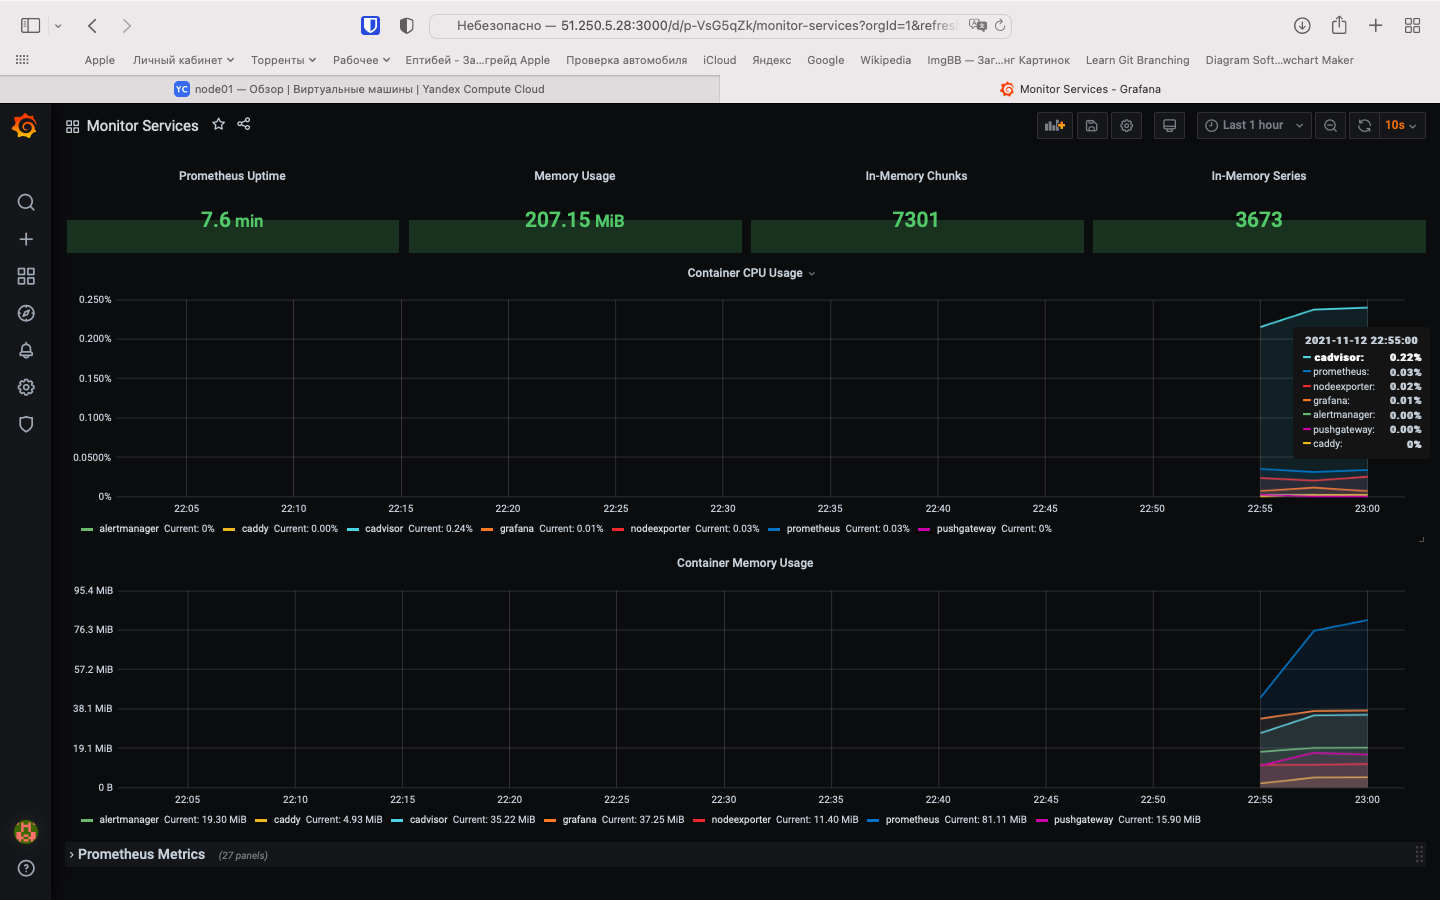 Небезопасно — 51.250.5.28:3000/d/p-VsG5qZk/monitor-services?orgId=1&refres
Apple Личный кабинет Торренты Рабочее Ептибей - За...грейд Apple Проверка автомобиля iCloud Яндекс Google Wikipedia ImgBB — Заг...нг Картинок Learn Git Branching Diagram Soft...wchart Maker
YC node01 — Обзор | Виртуальные машины | Yandex Compute Cloud
Monitor Services - Grafana
Monitor Services
Last 1 hour
10s
Prometheus Uptime
Memory Usage
In-Memory Chunks
In-Memory Series
7.6 min
207.15 MiB
7301
3673
Container CPU Usage
0.250%
0.200%
0.150%
0.100%
0.0500%
0%
2021-11-12 22:55:00
cadvisor: 0.22%
prometheus: 0.03%
nodeexporter: 0.02%
grafana: 0.01%
alertmanager: 0.00%
pushgateway: 0.00%
caddy: 0%
22:05 22:10 22:15 22:20 22:25 22:30 22:35 22:40 22:45 22:50 22:55 23:00
alertmanager Current: 0% caddy Current: 0.00% cadvisor Current: 0.24% grafana Current: 0.01% nodeexporter Current: 0.03% prometheus Current: 0.03% pushgateway Current: 0%
Container Memory Usage
95.4 MiB
76.3 MiB
57.2 MiB
38.1 MiB
19.1 MiB
0 B
22:05 22:10 22:15 22:20 22:25 22:30 22:35 22:40 22:45 22:50 22:55 23:00
alertmanager Current: 19.30 MiB caddy Current: 4.93 MiB cadvisor Current: 35.22 MiB grafana Current: 37.25 MiB nodeexporter Current: 11.40 MiB prometheus Current: 81.11 MiB pushgateway Current: 15.90 MiB
Prometheus Metrics (27 panels)